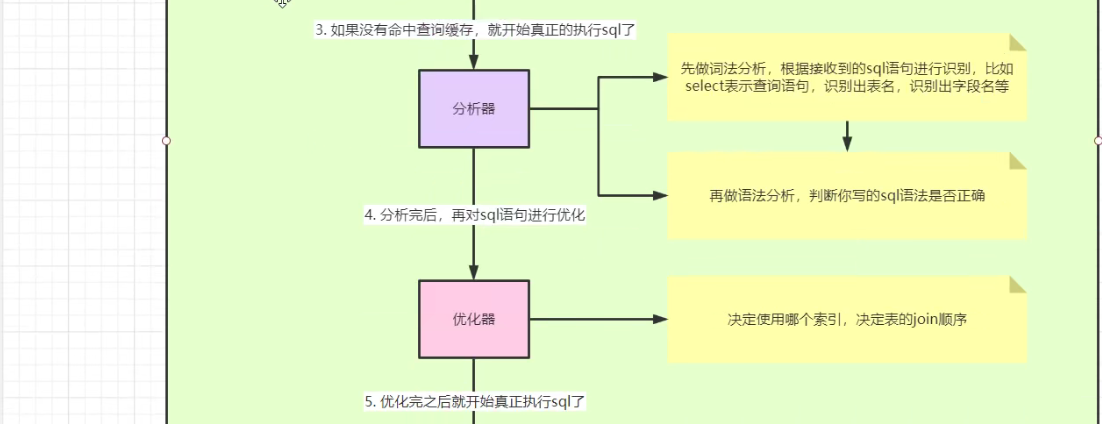 3. 如果没有命中查询缓存，就开始真正的执行sql了
分析器
先做词法分析，根据接收到的sql语句进行识别，比如
select表示查询语句，识别出表名，识别出字段名等
再做语法分析，判断你写的sql语法是否正确
4. 分析完后，再对sql语句进行优化
优化器
决定使用哪个索引，决定表的join顺序
5. 优化完之后就开始真正执行sql了